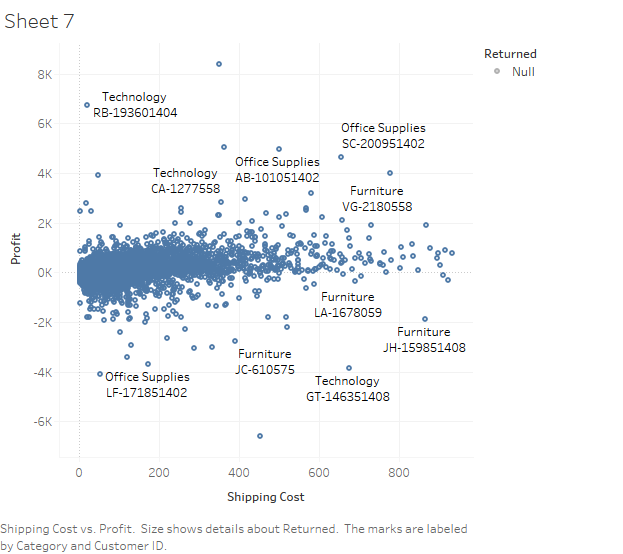 Sheet 7
Returned
Null
8K
6K
4K
2K
0K
-2K
-4K
-6K
Profit
Technology
RB-193601404
Office Supplies
SC-200951402
Office Supplies
AB-101051402
Technology
CA-1277558
Furniture
VG-2180558
Furniture
LA-1678059
Furniture
JH-159851408
Furniture
JC-610575
Office Supplies
LF-171851402
Technology
GT-146351408
0
200
400
600
800
Shipping Cost
Shipping Cost vs. Profit. Size shows details about Returned. The marks are labeled
by Category and Customer ID.